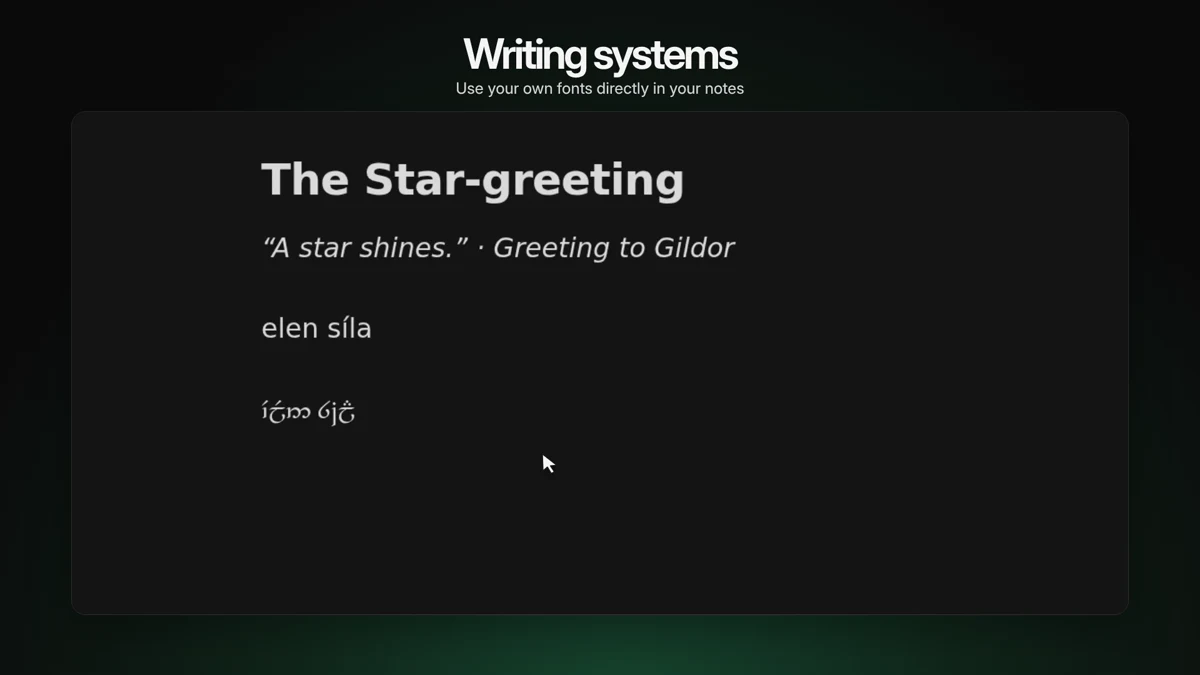 Writing systems
Use your own fonts directly in your notes
The Star-greeting
“A star shines.” · Greeting to Gildor
elen síla